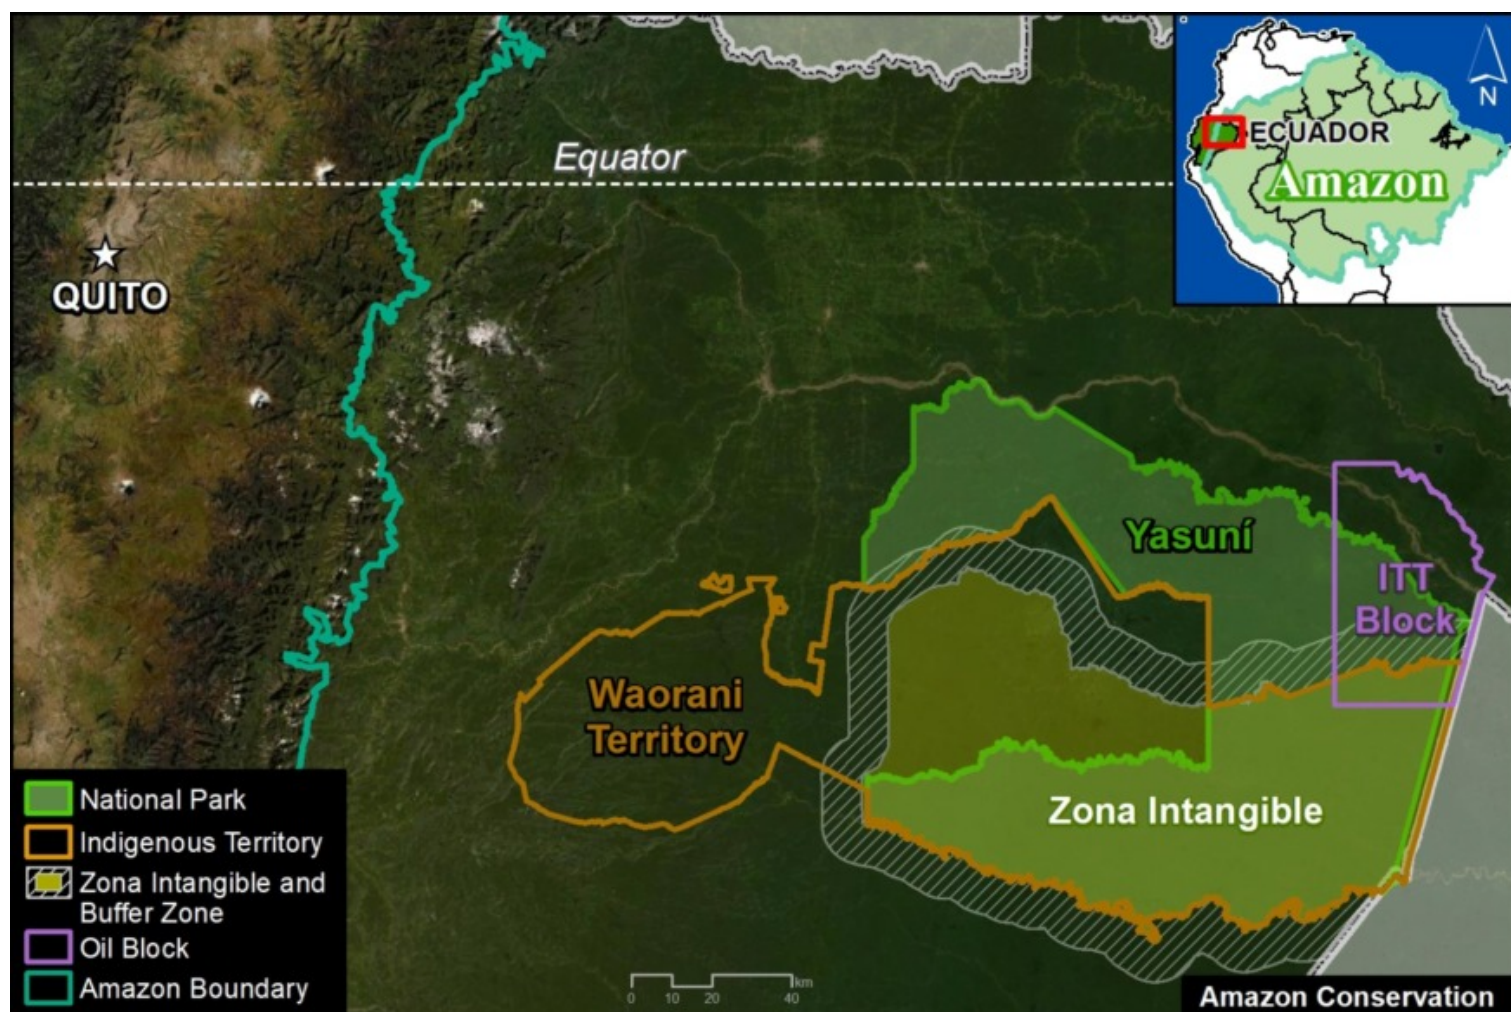 Equator
N
ECUADOR
Amazon
QUITO
Yasuní
ITT
Block
Waorani
Territory
Zona Intangible
National Park
Indigenous Territory
Zona Intangible and
Buffer Zone
Oil Block
Amazon Boundary
km
0 10 20 40
Amazon Conservation